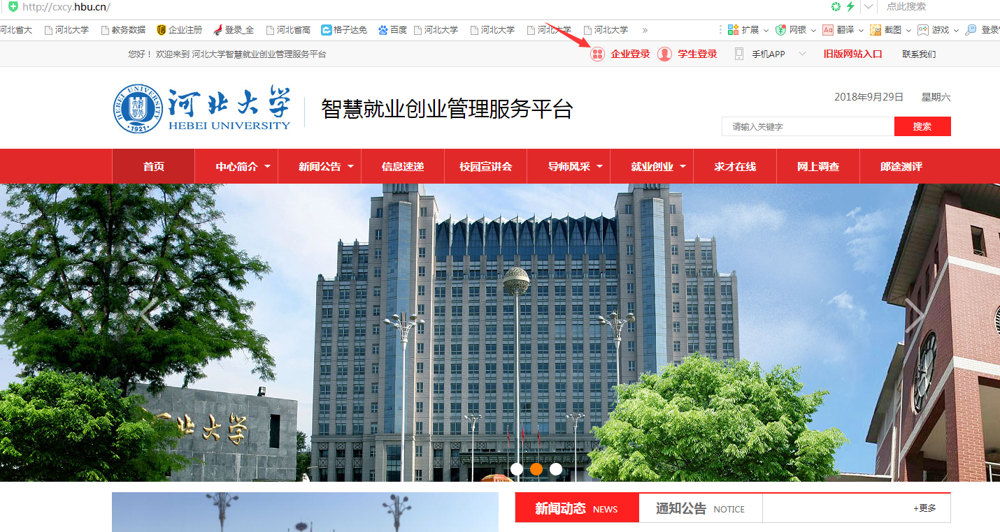 http://cxcy.hbu.cn/ 点此搜索
河北省大 河北大学 教务数据 企业注册 登录_全 河北省高 格子达免 百度 河北大学 河北大学 河北大学 河北大学 » 扩展 网银 Aa 翻译 截图 游戏 登录
您好！ 欢迎来到 河北大学智慧就业创业管理服务平台 企业登录 学生登录 手机APP 旧版网站入口 联系我们
HEBEI UNIVERSITY
1921
河北大学
HEBEI UNIVERSITY
智慧就业创业管理服务平台
2018年9月29日 星期六
请输入关键字 搜索
首页 中心简介 新闻公告 信息速递 校园宣讲会 导师风采 就业创业 求才在线 网上调查 郎途测评
河北大学
新闻动态 NEWS 通知公告 NOTICE +更多